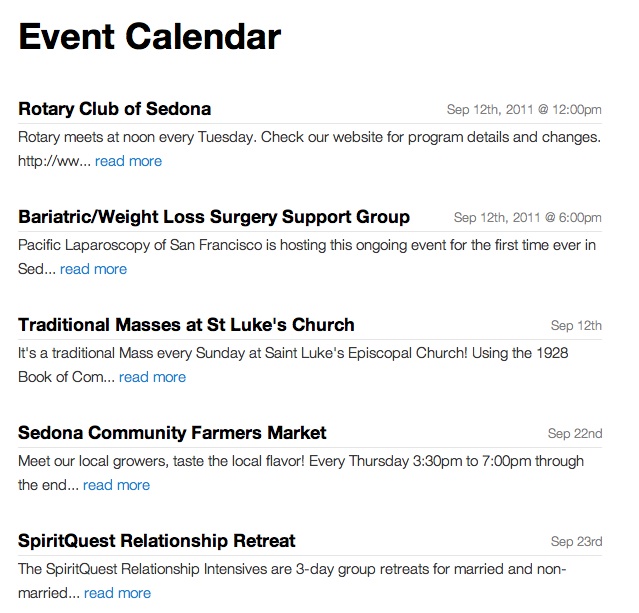 Event Calendar
Rotary Club of Sedona Sep 12th, 2011 @ 12:00pm
Rotary meets at noon every Tuesday. Check our website for program details and changes.
http://ww... read more
Bariatric/Weight Loss Surgery Support Group Sep 12th, 2011 @ 6:00pm
Pacific Laparoscopy of San Francisco is hosting this ongoing event for the first time ever in
Sed... read more
Traditional Masses at St Luke's Church Sep 12th
It's a traditional Mass every Sunday at Saint Luke's Episcopal Church! Using the 1928
Book of Com... read more
Sedona Community Farmers Market Sep 22nd
Meet our local growers, taste the local flavor! Every Thursday 3:30pm to 7:00pm through
the end... read more
SpiritQuest Relationship Retreat Sep 23rd
The SpiritQuest Relationship Intensives are 3-day group retreats for married and non-
married... read more